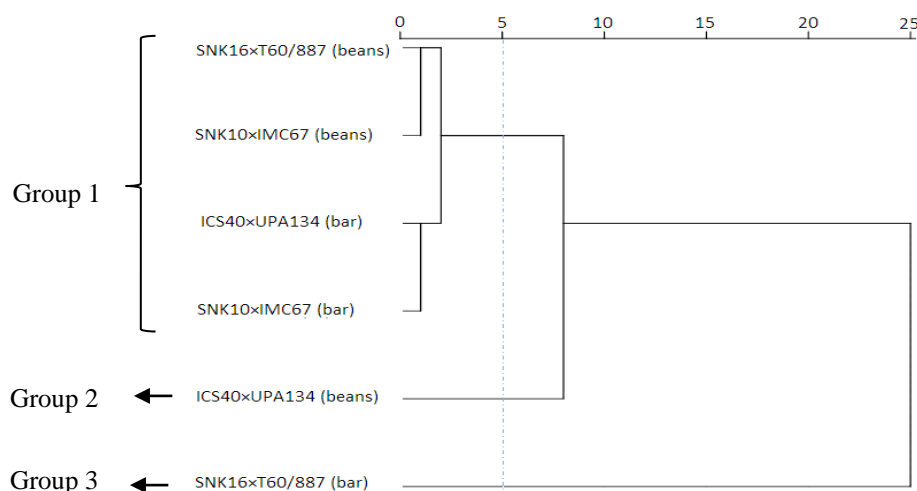 0 5 10 15 20 25
SNK16×T60/887 (beans)
SNK10×IMC67 (beans)
Group 1
ICS40×UPA134 (bar)
SNK10×IMC67 (bar)
Group 2 ICS40×UPA134 (beans)
Group 3 SNK16×T60/887 (bar)